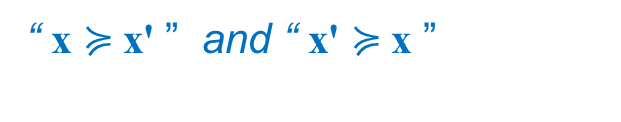 “ x ≽ x' ” and “ x' ≽ x ”